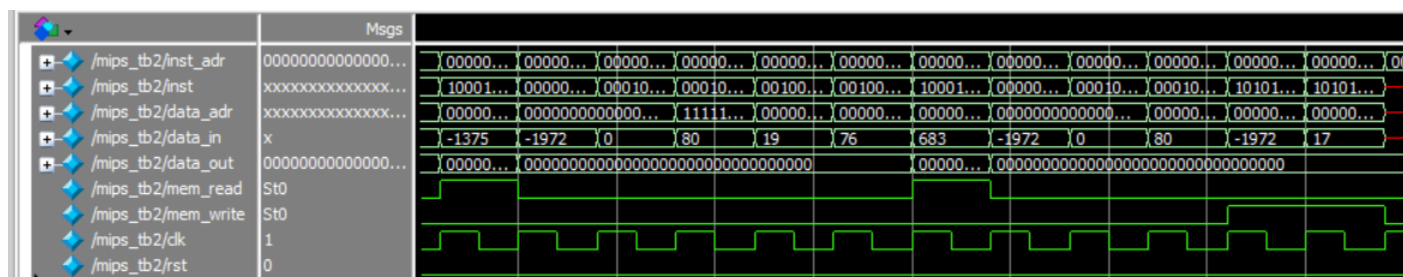 Msgs
/mips_tb2/inst_adr 00000000000000... 00000... 00000... 00000... 00000... 00000... 00000... 00000... 00000... 00000... 00000... 00000... 00000...
/mips_tb2/inst xxxxxxxxxxxxxx... 10001... 00000... 00010... 00010... 00100... 00100... 10001... 00000... 00010... 00010... 10101... 10101...
/mips_tb2/data_adr xxxxxxxxxxxxxx... 00000... 0000000000000... 11111... 00000... 00000... 00000... 0000000000000... 00000... 00000... 00000...
/mips_tb2/data_in x -1375 -1972 0 80 19 76 683 -1972 0 80 -1972 17
/mips_tb2/data_out 00000000000000... 00000... 00000000000000000000000000000000 00000... 00000000000000000000000000000000
/mips_tb2/mem_read St0
/mips_tb2/mem_write St0
/mips_tb2/clk 1
/mips_tb2/rst 0